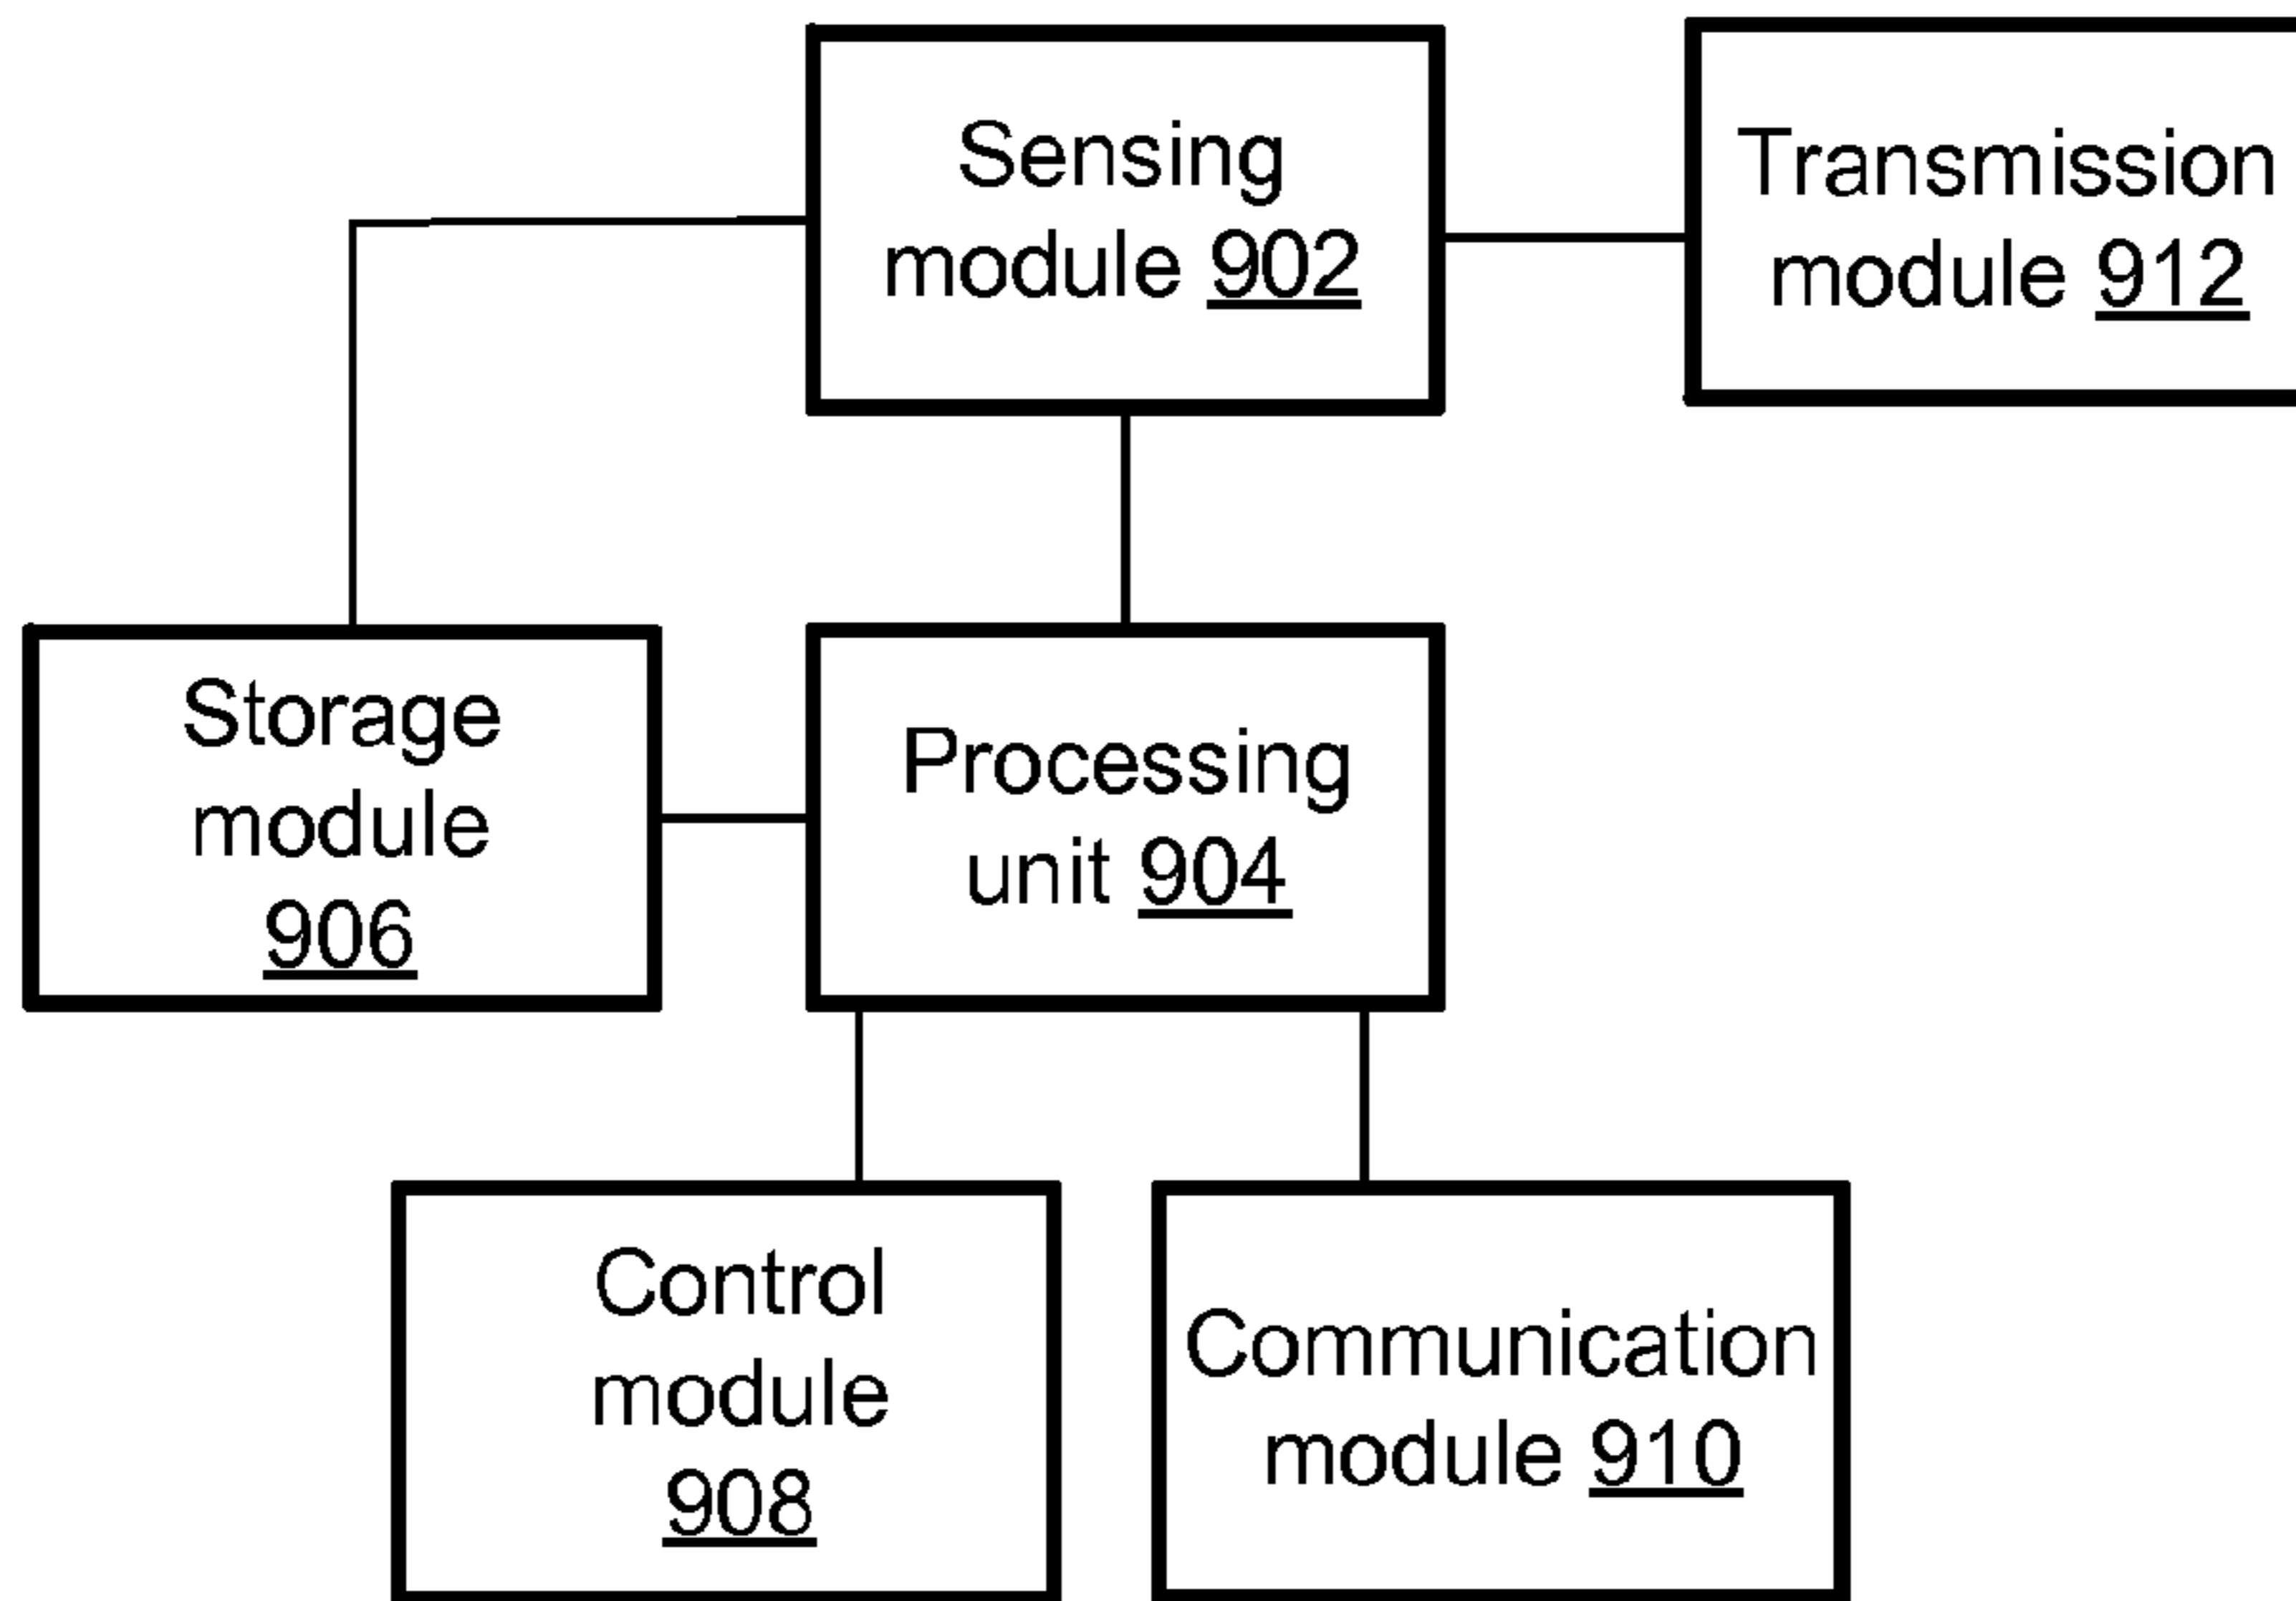 Sensing
module 902
Transmission
module 912
Storage
module
906
Processing
unit 904
Control
module
908
Communication
module 910